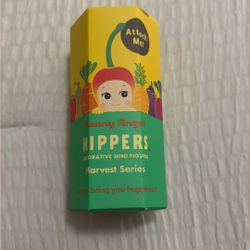 Attach
Me!
Sonny Angel
HIPPERS
DECORATIVE MINI FIGURE
Harvest Series
bring you happiness